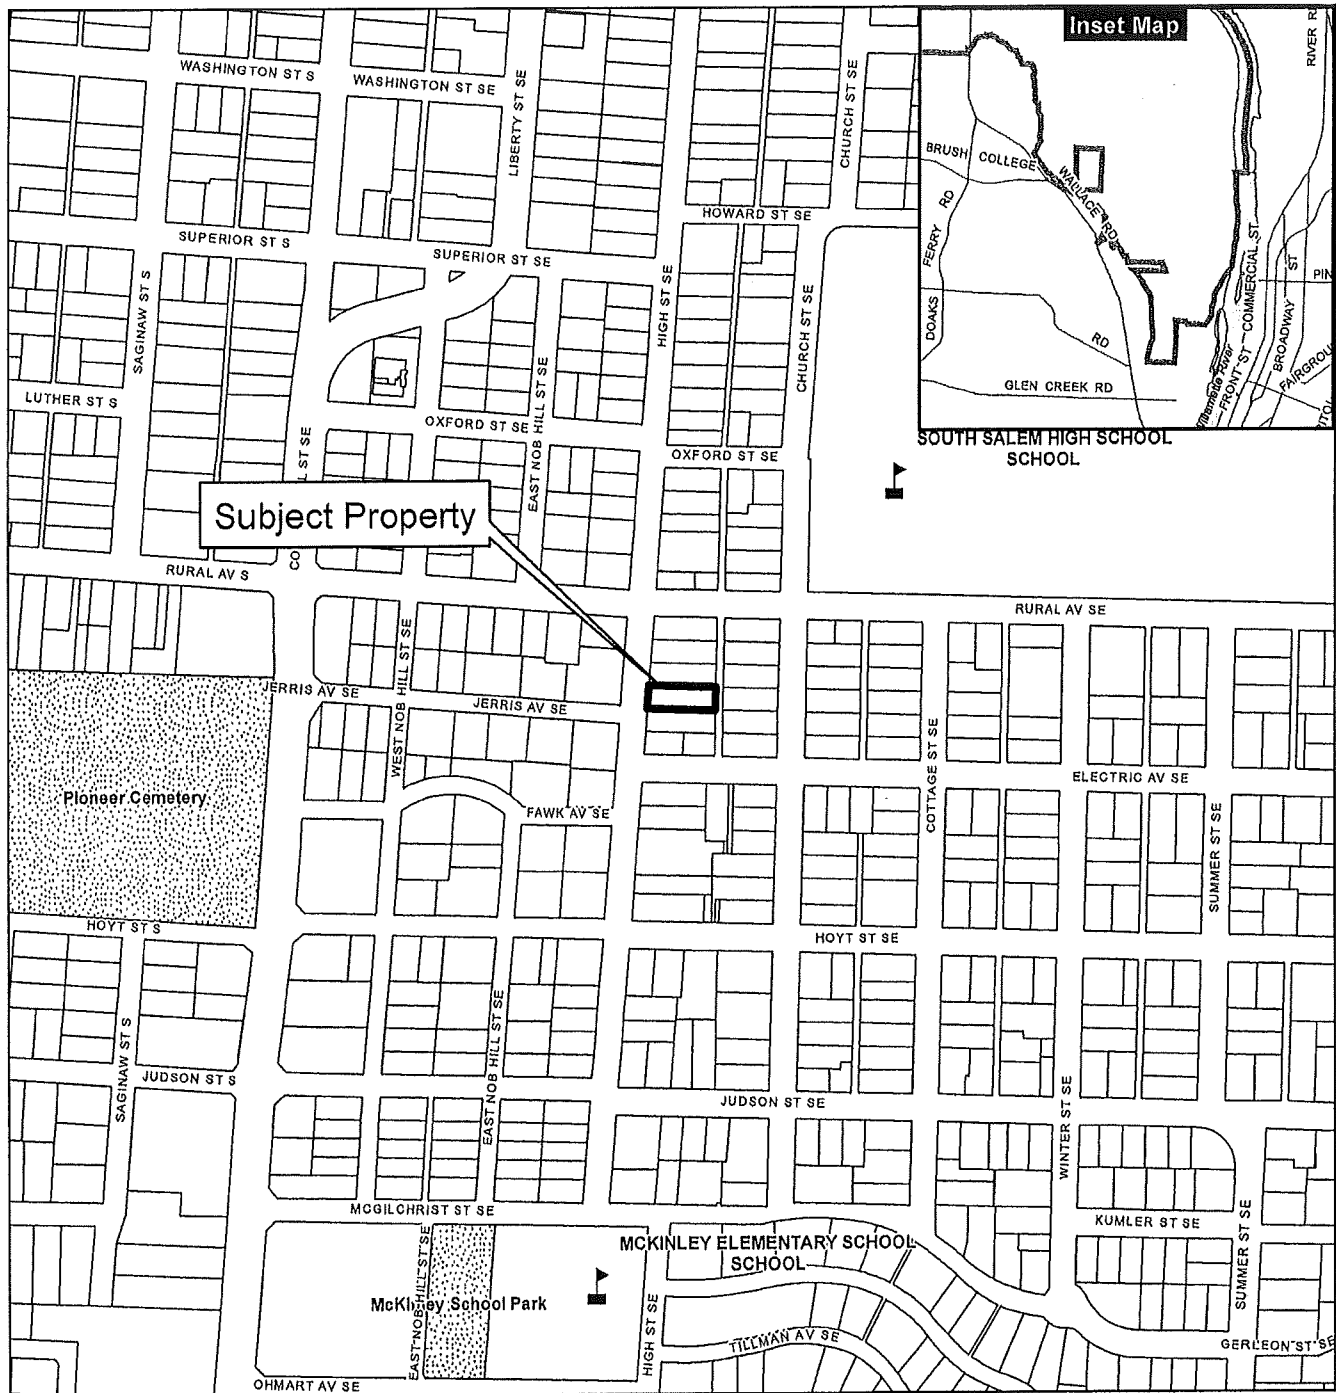 Inset Map
RIVER R
BRUSH COLLEGE
WALLACE RD
DOAKS FERRY RD
RD
GLEN CREEK RD
Willamette River
FRONT ST
COMMERCIAL ST
BROADWAY ST
PIN
FAIRGROU
WASHINGTON ST S
WASHINGTON ST SE
LIBERTY ST SE
CHURCH ST SE
HOWARD ST SE
SUPERIOR ST S
SUPERIOR ST SE
SAGINAW ST S
HIGH ST SE
CHURCH ST SE
LUTHER ST S
OXFORD ST SE
EAST NOB HILL ST SE
OXFORD ST SE
SOUTH SALEM HIGH SCHOOL
SCHOOL
Subject Property
CO
L ST SE
RURAL AV S
RURAL AV SE
WEST NOB HILL ST SE
JERRIS AV SE
JERRIS AV SE
COTTAGE ST SE
ELECTRIC AV SE
Pioneer Cemetery
FAWK AV SE
SUMMER ST SE
HOYT ST S
HOYT ST SE
EAST NOB HILL ST SE
SAGINAW ST S
JUDSON ST S
JUDSON ST SE
WINTER ST SE
MCGILCHRIST ST SE
KUMLER ST SE
SUMMER ST SE
MCKINLEY ELEMENTARY SCHOOL
SCHOOL
McKinley School Park
EAST NOB HILL ST SE
HIGH ST SE
TILLMAN AV SE
GERLEON ST SE
OHMART AV SE